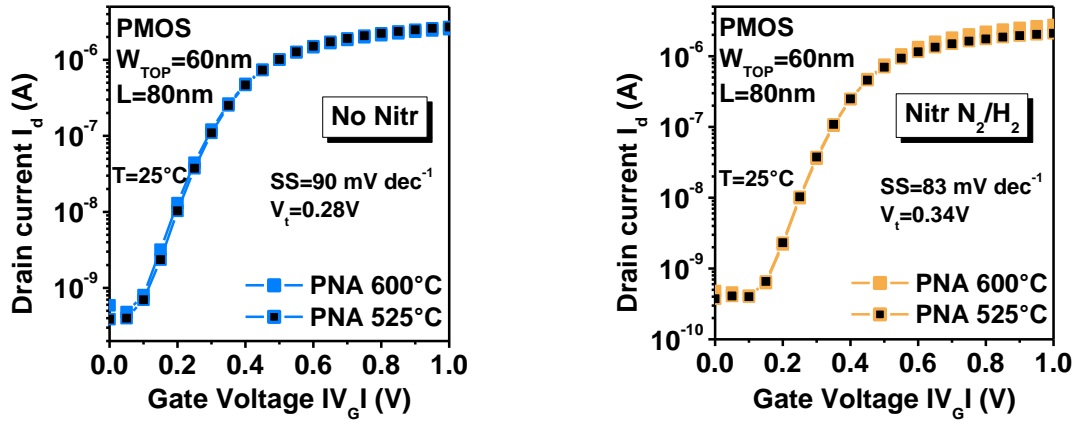 PMOS
W_TOP=60nm
L=80nm
No Nitr
T=25°C
SS=90 mV dec⁻¹
V_t=0.28V
PNA 600°C
PNA 525°C
10⁻⁶
10⁻⁷
10⁻⁸
10⁻⁹
Drain current I_d (A)
0.0 0.2 0.4 0.6 0.8 1.0
Gate Voltage IV_GI (V)
PMOS
W_TOP=60nm
L=80nm
Nitr N₂/H₂
T=25°C
SS=83 mV dec⁻¹
V_t=0.34V
PNA 600°C
PNA 525°C
10⁻⁵
10⁻⁶
10⁻⁷
10⁻⁸
10⁻⁹
10⁻¹⁰
Drain current I_d (A)
0.0 0.2 0.4 0.6 0.8 1.0
Gate Voltage IV_GI (V)